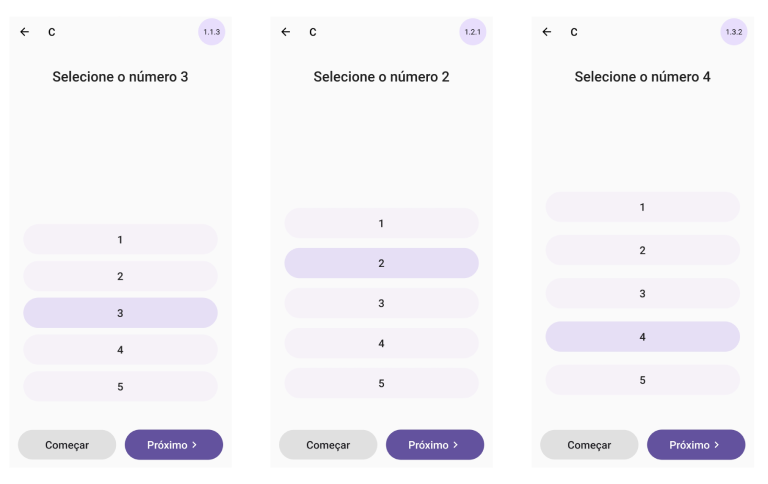 ← C 1.1.3
Selecione o número 3
1
2
3
4
5
Começar Próximo >
← C 1.2.1
Selecione o número 2
1
2
3
4
5
Começar Próximo >
← C 1.3.2
Selecione o número 4
1
2
3
4
5
Começar Próximo >